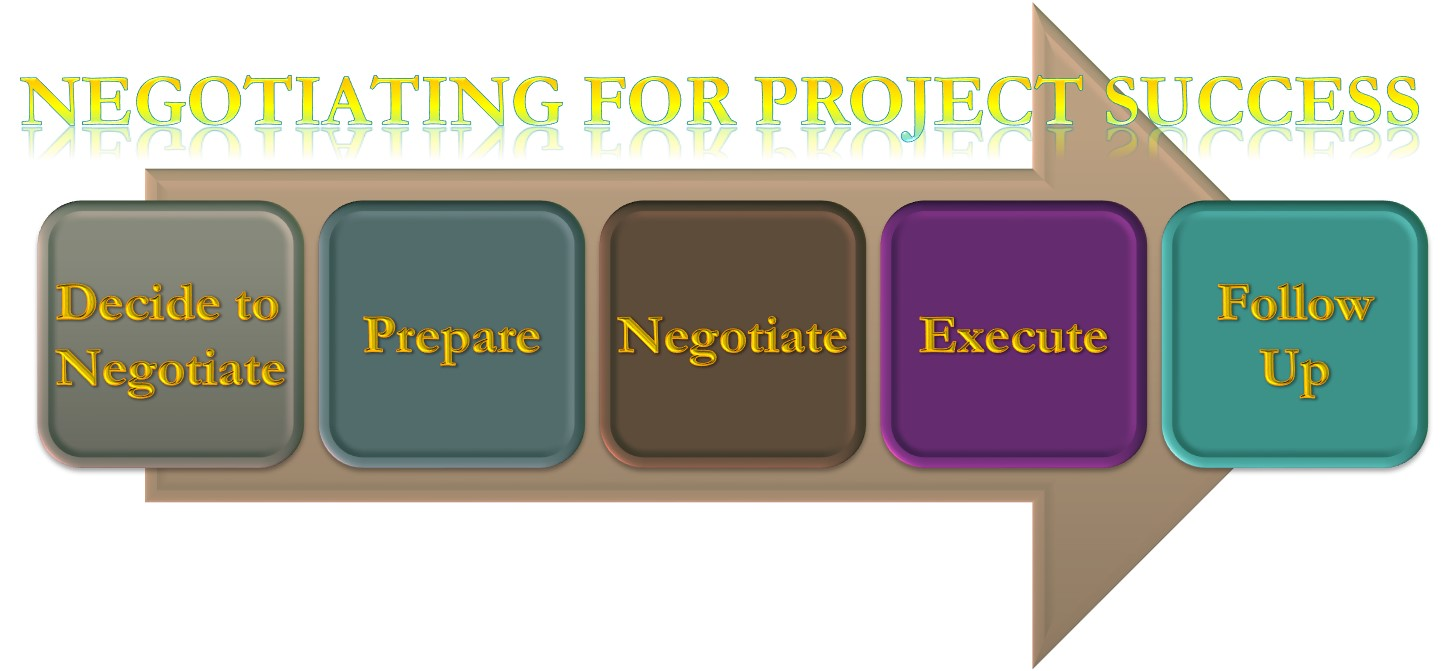 NEGOTIATING FOR PROJECT SUCCESS
Decide to
Negotiate
Prepare
Negotiate
Execute
Follow
Up